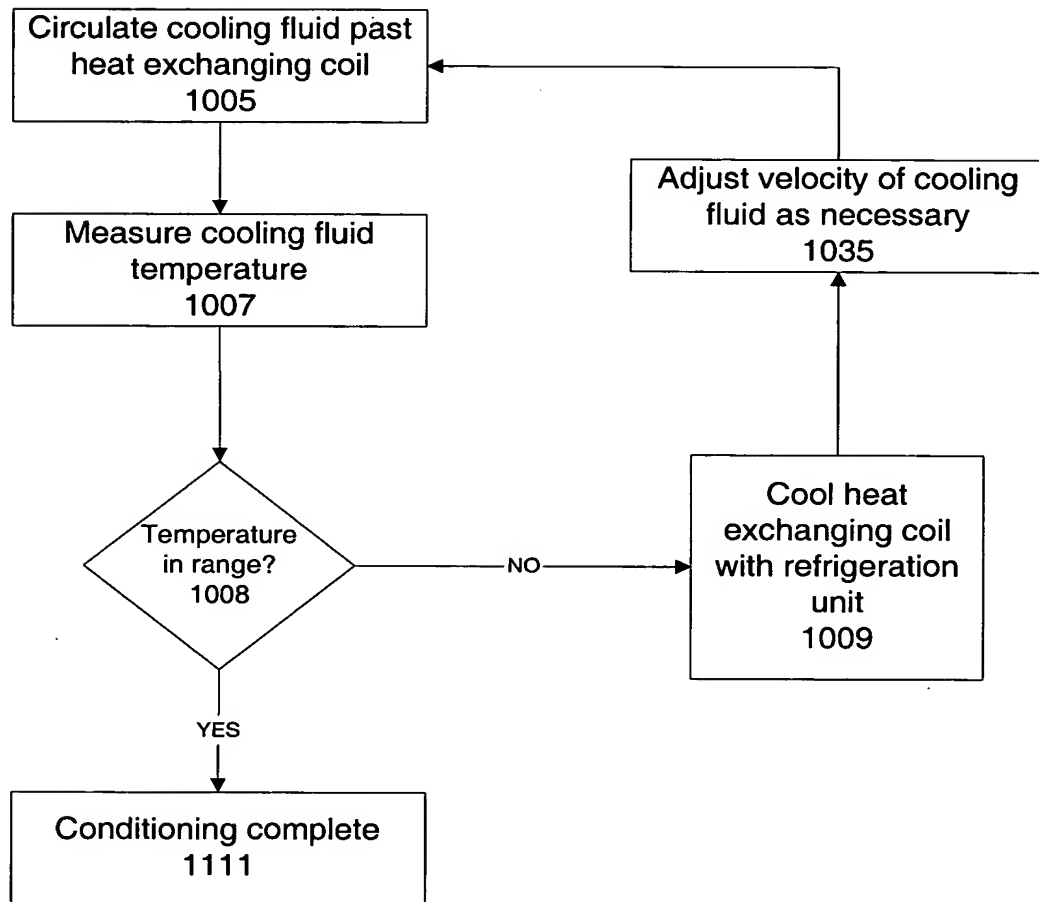 Circulate cooling fluid past
heat exchanging coil
1005
Measure cooling fluid
temperature
1007
Temperature
in range?
1008
NO
Cool heat
exchanging coil
with refrigeration
unit
1009
Adjust velocity of cooling
fluid as necessary
1035
YES
Conditioning complete
1111